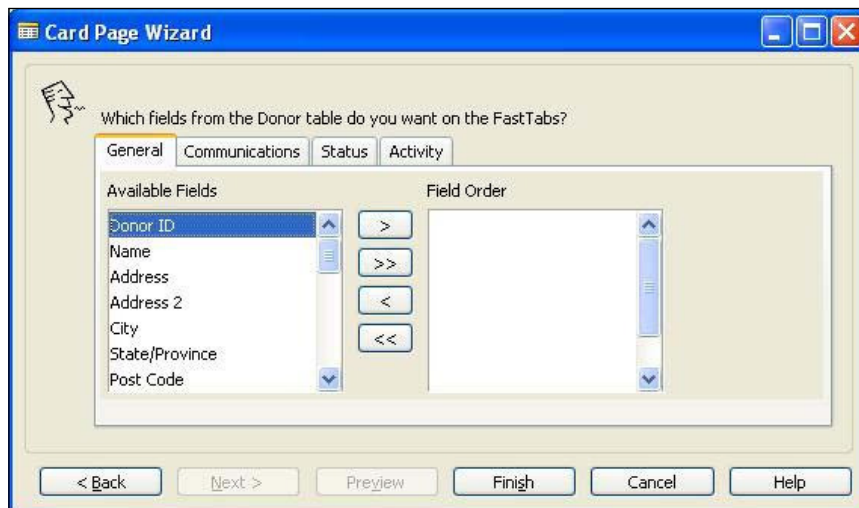 Card Page Wizard
Which fields from the Donor table do you want on the FastTabs?
General Communications Status Activity
Available Fields Field Order
Donor ID
Name
Address
Address 2
City
State/Province
Post Code
>
>>
<
<<
< Back Next > Preview Finish Cancel Help